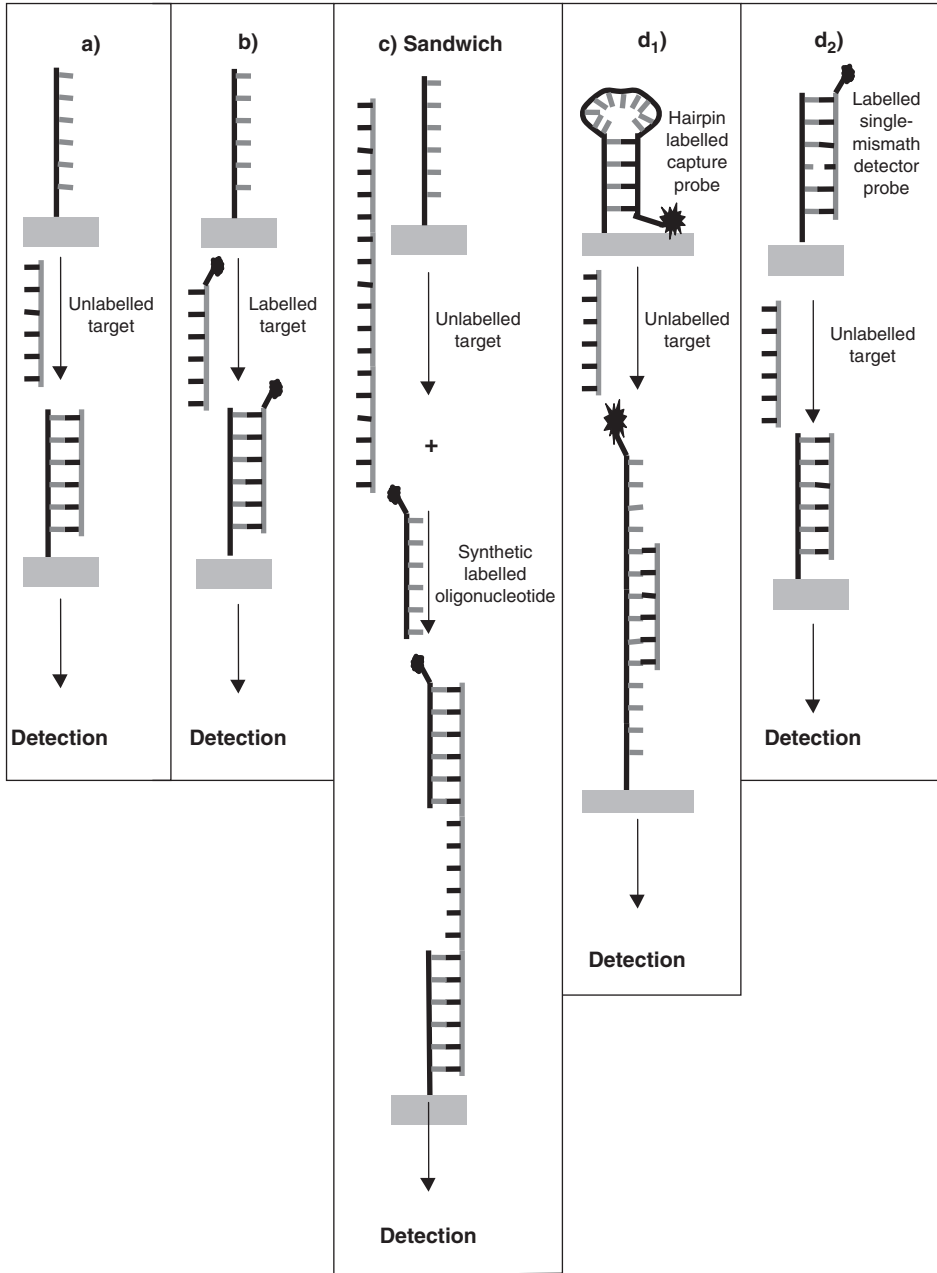 a)
Unlabelled
target
Detection
b)
Labelled
target
Detection
c) Sandwich
Unlabelled
target
+
Synthetic
labelled
oligonucleotide
Detection
d₁)
Hairpin
labelled
capture
probe
Unlabelled
target
Detection
d₂)
Labelled
single-
mismath
detector
probe
Unlabelled
target
Detection